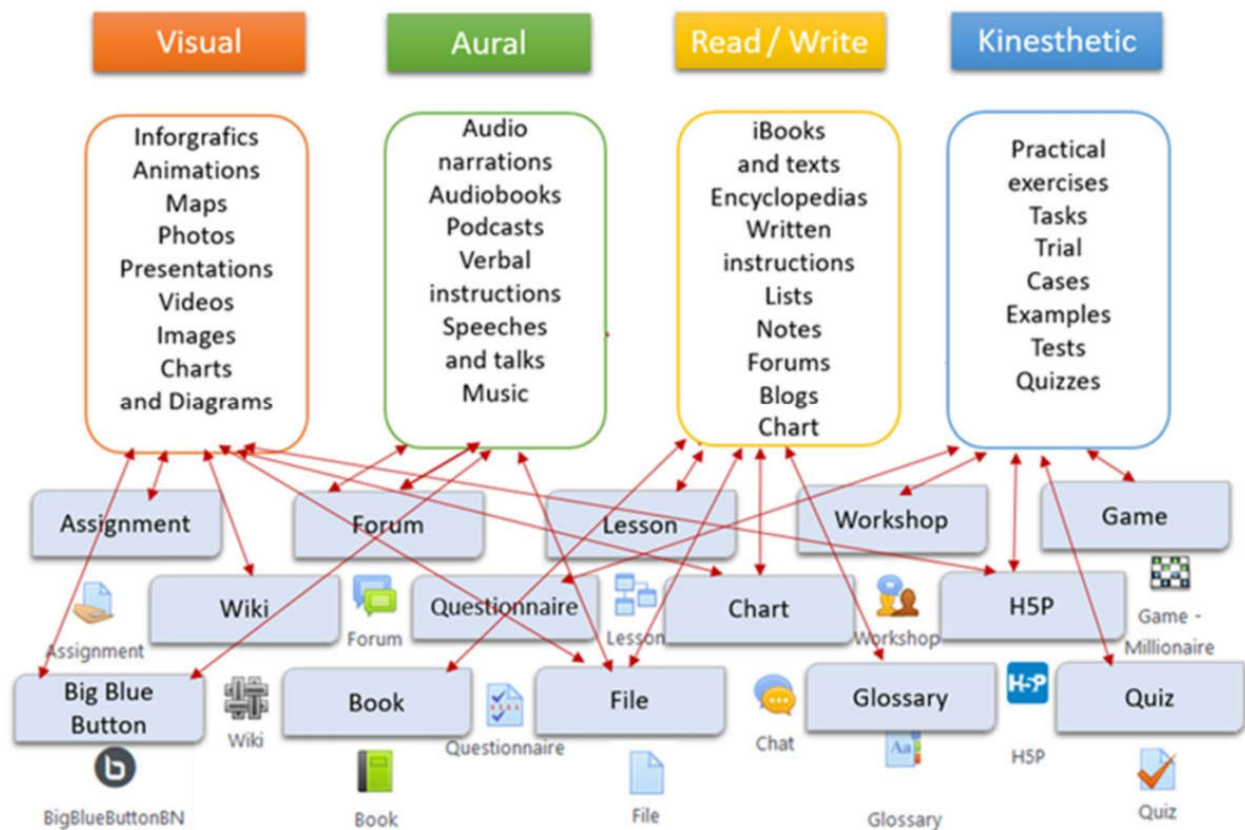 Visual
Aural
Read / Write
Kinesthetic
Inforgrafics
Animations
Maps
Photos
Presentations
Videos
Images
Charts
and Diagrams
Audio
narrations
Audiobooks
Podcasts
Verbal
instructions
Speeches
and talks
Music
iBooks
and texts
Encyclopedias
Written
instructions
Lists
Notes
Forums
Blogs
Chart
Practical
exercises
Tasks
Trial
Cases
Examples
Tests
Quizzes
Assignment
Forum
Lesson
Workshop
Game
Wiki
Questionnaire
Chart
H5P
Assignment
Forum
Lesson
Workshop
Game -
Millionaire
Big Blue
Button
Book
File
Glossary
Quiz
H5P
Aa
Wiki
Questionnaire
Chat
H5P
BigBlueButtonBN
Book
File
Glossary
Quiz